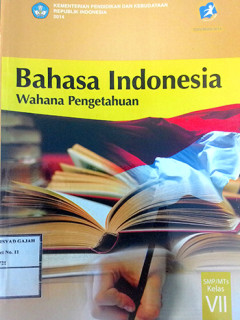 KEMENTERIAN PENDIDIKAN DAN KEBUDAYAAN
REPUBLIK INDONESIA
2014
Bahasa Indonesia
Wahana Pengetahuan
SMP/MTs
Kelas
VII